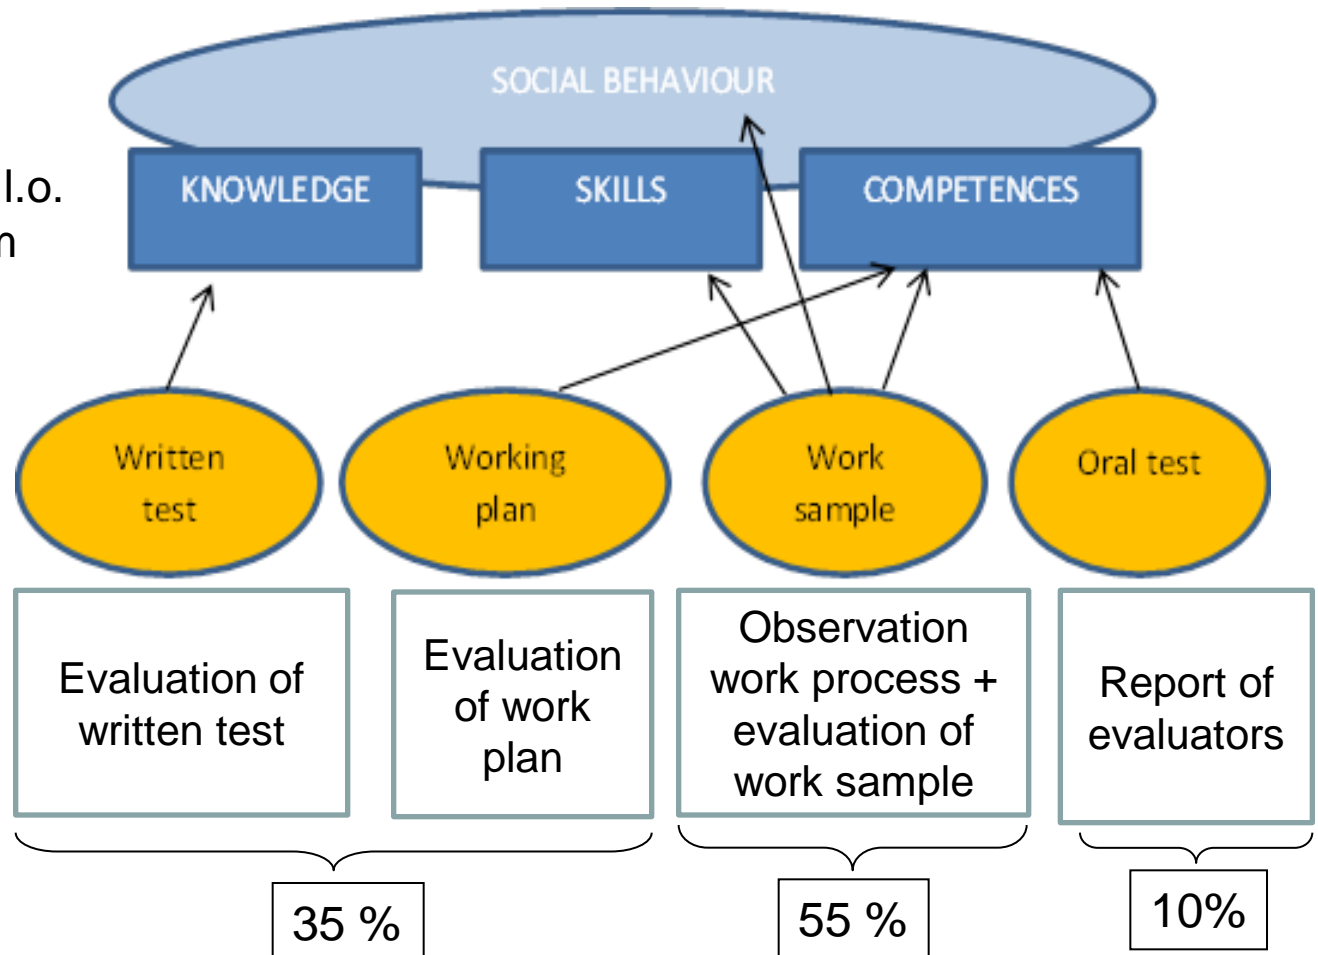 SOCIAL BEHAVIOUR
l.o.
KNOWLEDGE
SKILLS
COMPETENCES
Written
test
Working
plan
Work
sample
Oral test
Evaluation of
written test
Evaluation
of work
plan
Observation
work process +
evaluation of
work sample
Report of
evaluators
35 %
55 %
10%